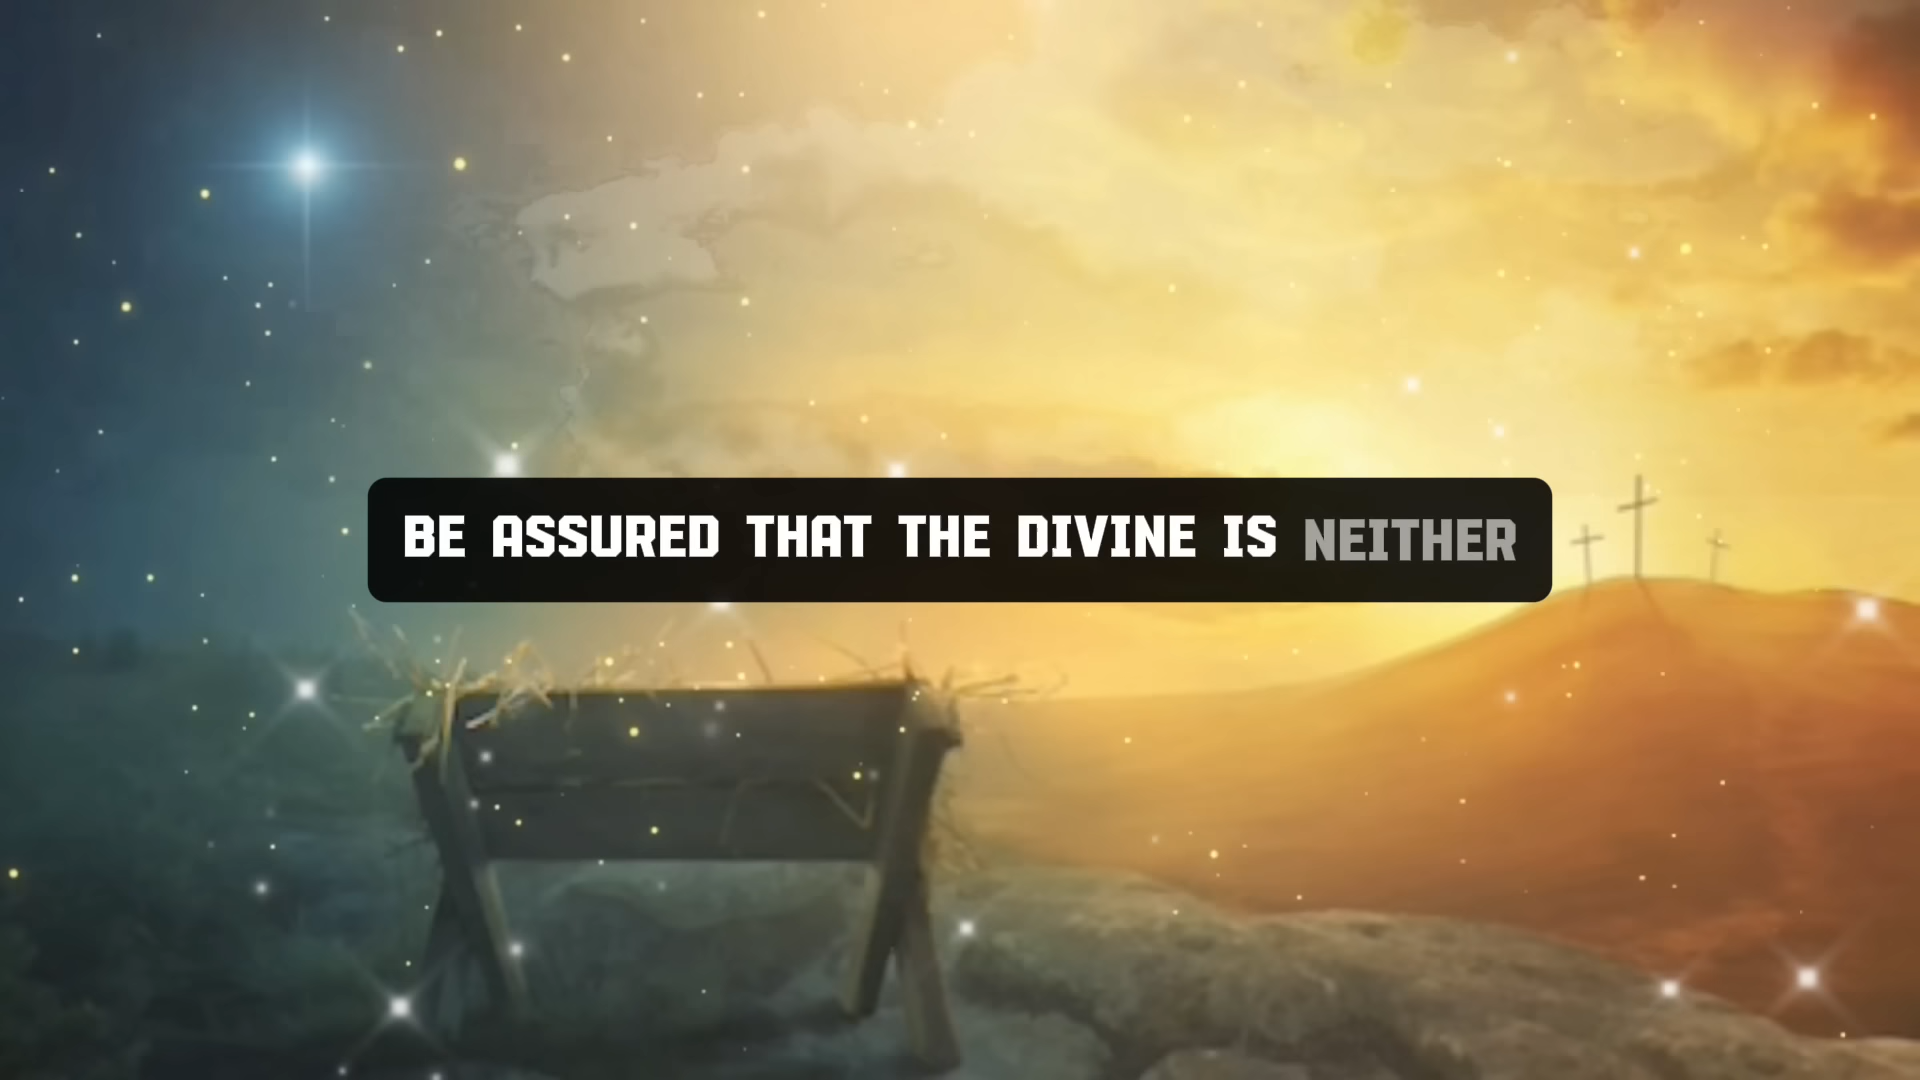 BE ASSURED THAT THE DIVINE IS NEITHER